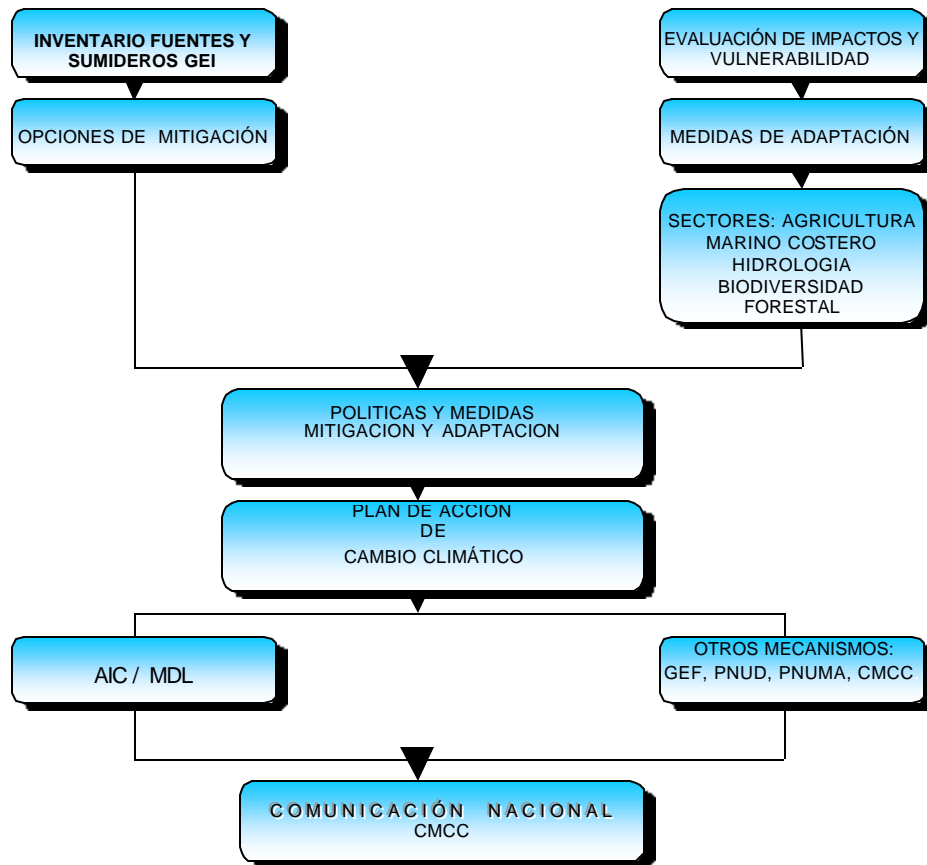 INVENTARIO FUENTES Y
SUMIDEROS GEI
EVALUACIÓN DE IMPACTOS Y
VULNERABILIDAD
OPCIONES DE MITIGACIÓN
MEDIDAS DE ADAPTACIÓN
SECTORES: AGRICULTURA
MARINO COSTERO
HIDROLOGIA
BIODIVERSIDAD
FORESTAL
POLITICAS Y MEDIDAS
MITIGACION Y ADAPTACION
PLAN DE ACCION
DE
CAMBIO CLIMÁTICO
AIC / MDL
OTROS MECANISMOS:
GEF, PNUD, PNUMA, CMCC
COMUNICACIÓN NACIONAL
CMCC